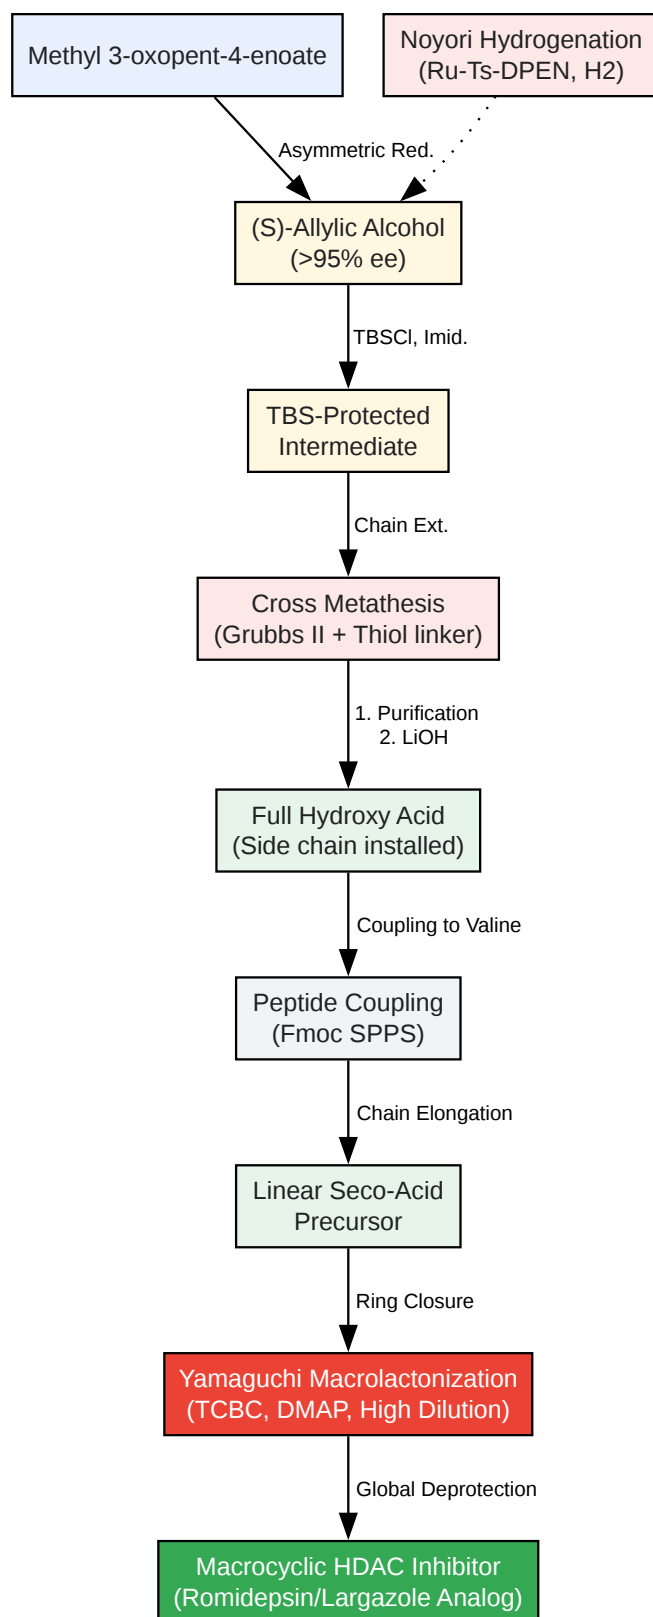 Methyl 3-oxopent-4-enoate
Noyori Hydrogenation
(Ru-Ts-DPEN, H2)
Asymmetric Red.
(S)-Allylic Alcohol
(>95% ee)
TBSCl, Imid.
TBS-Protected
Intermediate
Chain Ext.
Cross Metathesis
(Grubbs II + Thiol linker)
1. Purification
2. LiOH
Full Hydroxy Acid
(Side chain installed)
Coupling to Valine
Peptide Coupling
(Fmoc SPPS)
Chain Elongation
Linear Seco-Acid
Precursor
Ring Closure
Yamaguchi Macrolactonization
(TCBC, DMAP, High Dilution)
Global Deprotection
Macrocyclic HDAC Inhibitor
(Romidepsin/Largazole Analog)